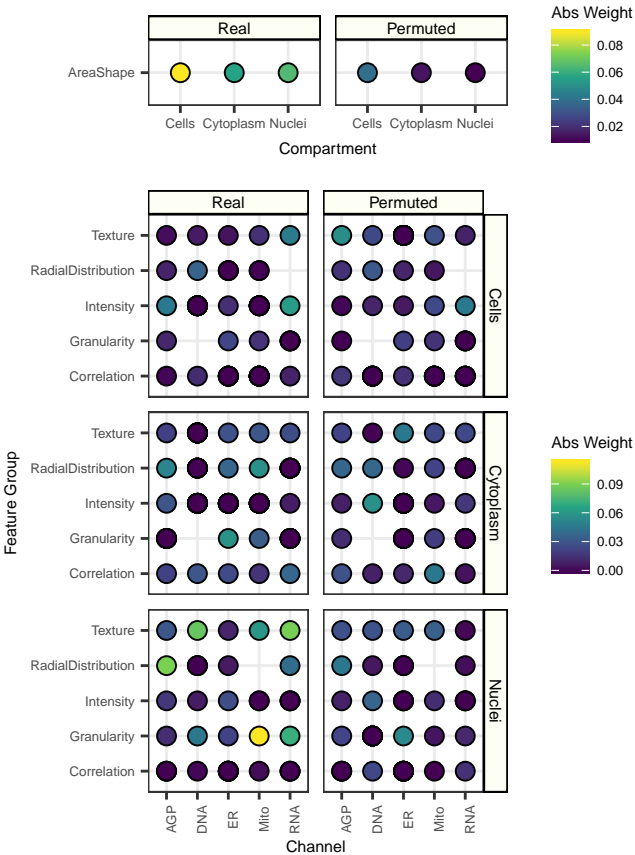 Real
Permuted
AreaShape
Cells Cytoplasm Nuclei
Cells Cytoplasm Nuclei
Compartment
Abs Weight
0.08
0.06
0.04
0.02
Real
Permuted
Texture
RadialDistribution
Intensity
Granularity
Correlation
Cells
Texture
RadialDistribution
Intensity
Granularity
Correlation
Cytoplasm
Texture
RadialDistribution
Intensity
Granularity
Correlation
Nuclei
Feature Group
AGP
DNA
ER
Mito
RNA
AGP
DNA
ER
Mito
RNA
Channel
Abs Weight
0.09
0.06
0.03
0.00